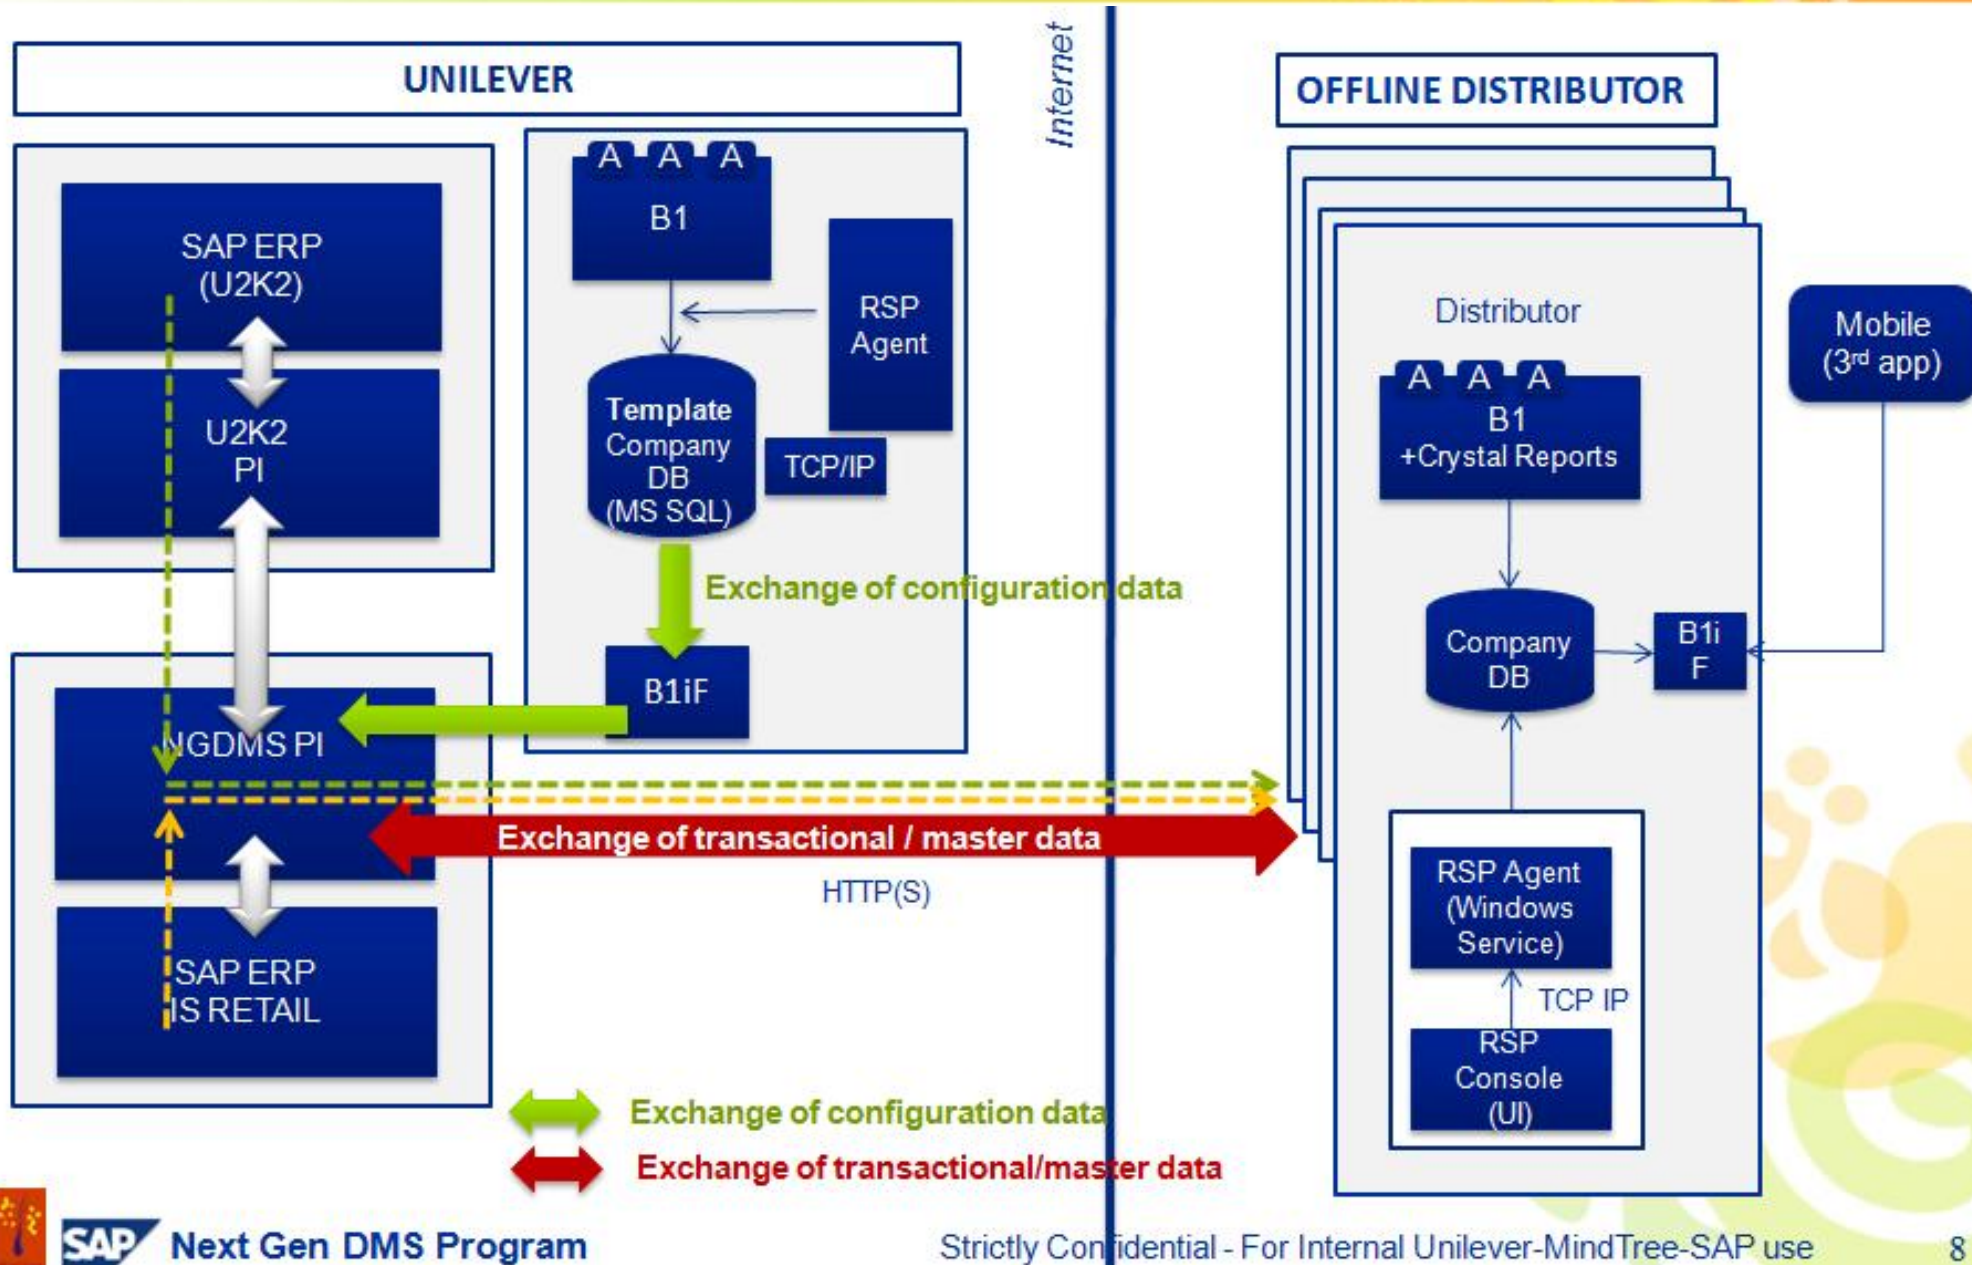 UNILEVER
Internet
OFFLINE DISTRIBUTOR
SAP ERP
(U2K2)
U2K2
PI
A A A
B1
RSP
Agent
Template
Company
DB
(MS SQL)
TCP/IP
Exchange of configuration data
B1iF
NGDMS PI
Exchange of transactional / master data
HTTP(S)
SAP ERP
IS RETAIL
Distributor
A A A
B1
+Crystal Reports
Mobile
(3rd app)
Company
DB
B1i
F
RSP Agent
(Windows
Service)
TCP IP
RSP
Console
(UI)
Exchange of configuration data
Exchange of transactional/master data
SAP Next Gen DMS Program
Strictly Confidential - For Internal Unilever-MindTree-SAP use
8